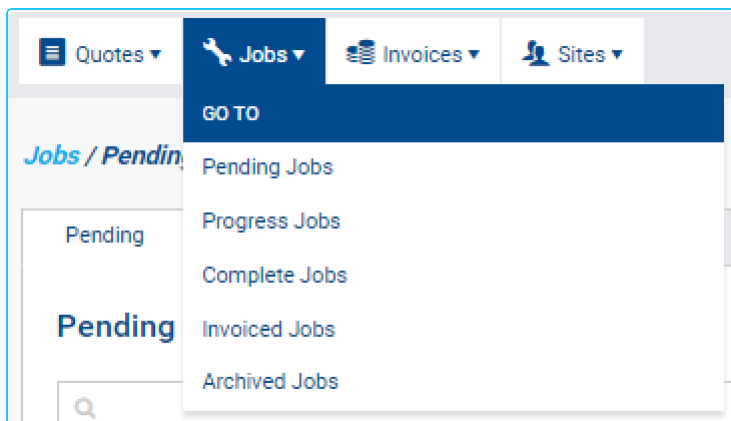 Quotes ▾ Jobs ▾ Invoices ▾ Sites ▾
GO TO
Jobs / Pending
Pending Jobs
Progress Jobs
Pending
Complete Jobs
Pending
Invoiced Jobs
Archived Jobs